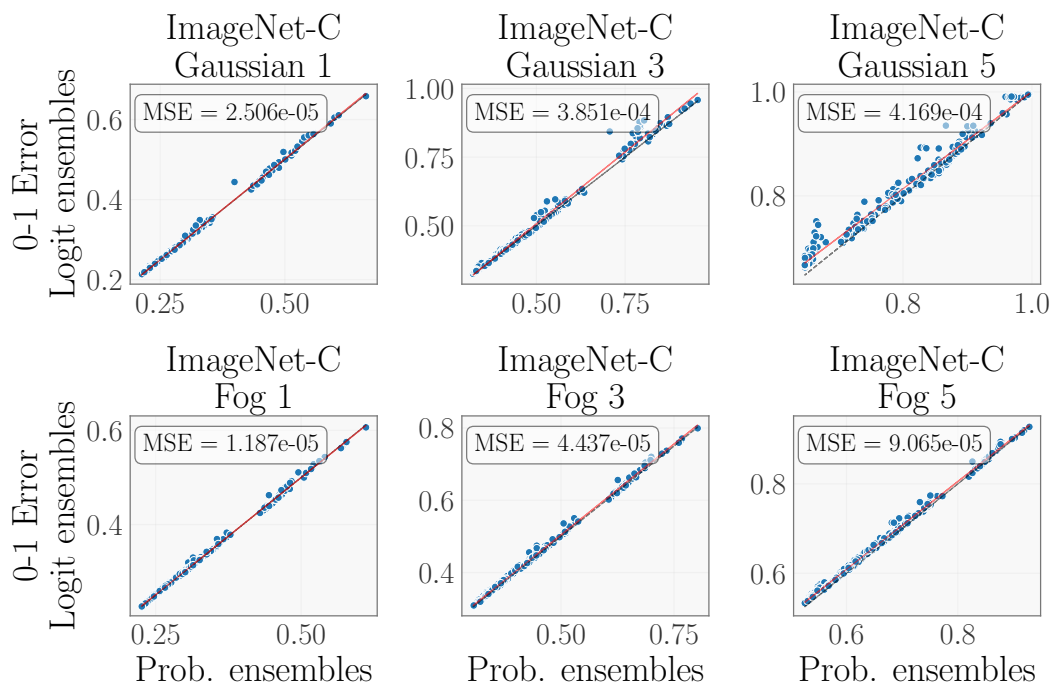 ImageNet-C
Gaussian 1
ImageNet-C
Gaussian 3
ImageNet-C
Gaussian 5
0-1 Error
Logit ensembles
MSE = 2.506e-05
0.6
0.4
0.2
0.25
0.50
MSE = 3.851e-04
1.00
0.75
0.50
0.50
0.75
MSE = 4.169e-04
1.0
0.8
0.8
1.0
ImageNet-C
Fog 1
ImageNet-C
Fog 3
ImageNet-C
Fog 5
0-1 Error
Logit ensembles
MSE = 1.187e-05
0.6
0.4
0.25
0.50
Prob. ensembles
MSE = 4.437e-05
0.8
0.6
0.4
0.50
0.75
Prob. ensembles
MSE = 9.065e-05
0.8
0.6
0.6
0.8
Prob. ensembles